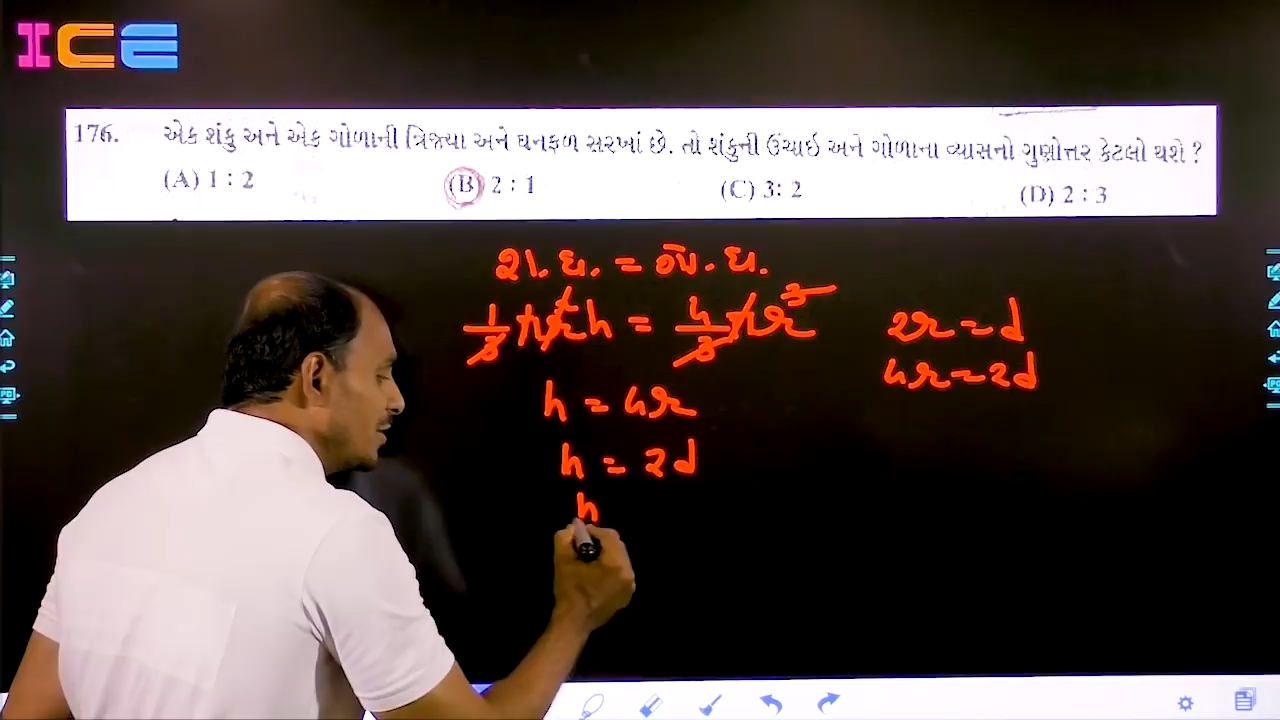 ICE
176. એક શંકુ અને એક ગોળાની ત્રિજ્યા અને ઘનફળ સરખાં છે. તો શંકુની ઉંચાઇ અને ગોળાના વ્યાસનો ગુણોત્તર કેટલો થશે ?
(A) 1 : 2 (B) 2 : 1 (C) 3: 2 (D) 2 : 3
શં. ઘ. = ગો. ઘ.
1/3 πr²h = 4/3 πr³
2r = d
4r = 2d
h = 4r
h = 2d
h